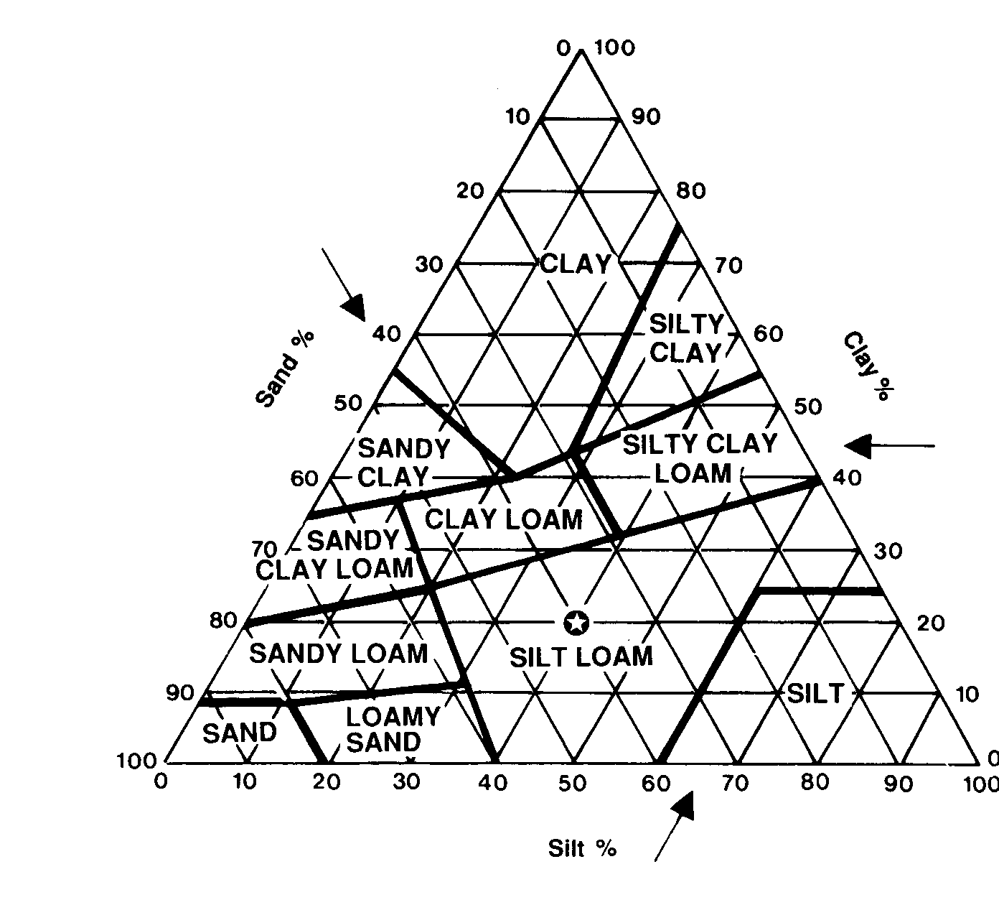 0 100
10 90
20 80
30 CLAY 70
40 SILTY 60
CLAY
Sand %
Clay %
50 50
SANDY SILTY CLAY
60 CLAY LOAM 40
CLAY LOAM
SANDY
70 30
CLAY LOAM
80 20
SANDY LOAM SILT LOAM
90 SILT 10
LOAMY
SAND
SAND
100 0
0 10 20 30 40 50 60 70 80 90 100
Silt %